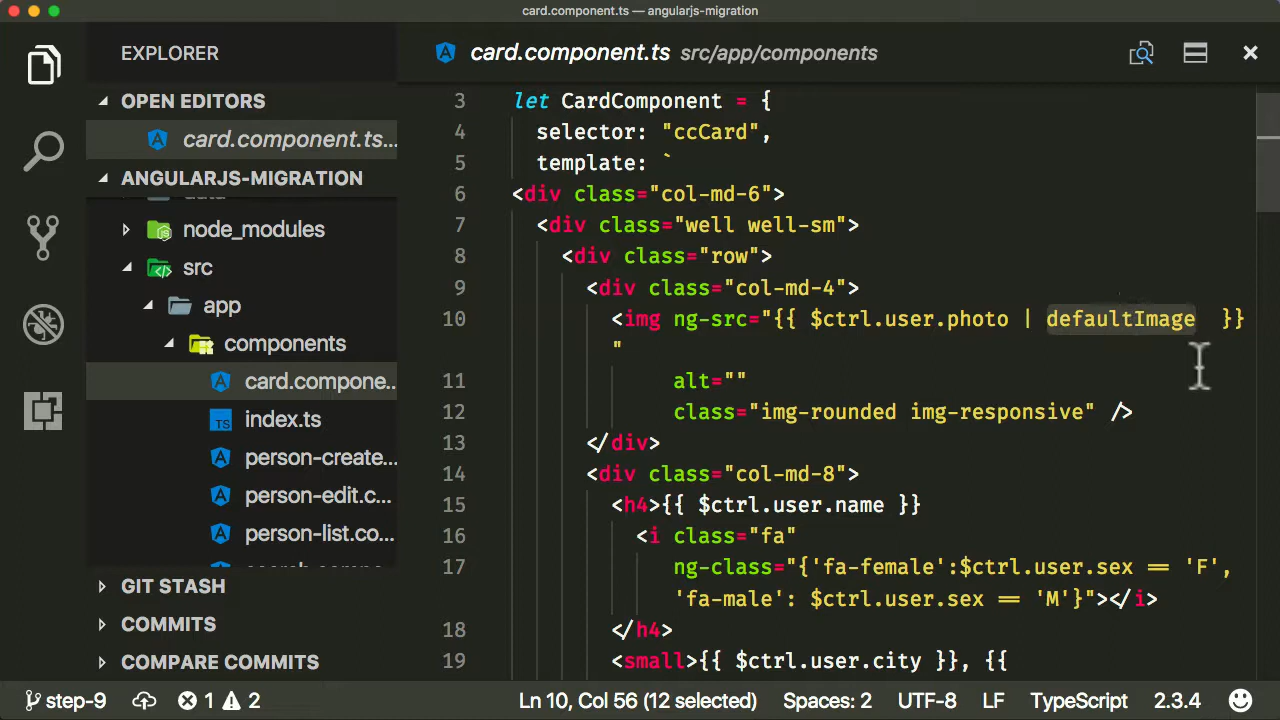 card.component.ts — angularjs-migration
EXPLORER
OPEN EDITORS
card.component.ts...
ANGULARJS-MIGRATION
node_modules
src
app
components
card.compone...
index.ts
person-create...
person-edit.c...
person-list.co...
GIT STASH
COMMITS
COMPARE COMMITS
card.component.ts src/app/components
3 let CardComponent = {
4 selector: "ccCard",
5 template: `
6 <div class="col-md-6">
7 <div class="well well-sm">
8 <div class="row">
9 <div class="col-md-4">
10 <img ng-src="{{ $ctrl.user.photo | defaultImage  }}
"
11 alt=""
12 class="img-rounded img-responsive" />
13 </div>
14 <div class="col-md-8">
15 <h4>{{ $ctrl.user.name }}
16 <i class="fa"
17 ng-class="{'fa-female':$ctrl.user.sex == 'F',
'fa-male': $ctrl.user.sex == 'M'}"></i>
18 </h4>
19 <small>{{ $ctrl.user.city }}, {{
step-9 1 2 Ln 10, Col 56 (12 selected) Spaces: 2 UTF-8 LF TypeScript 2.3.4